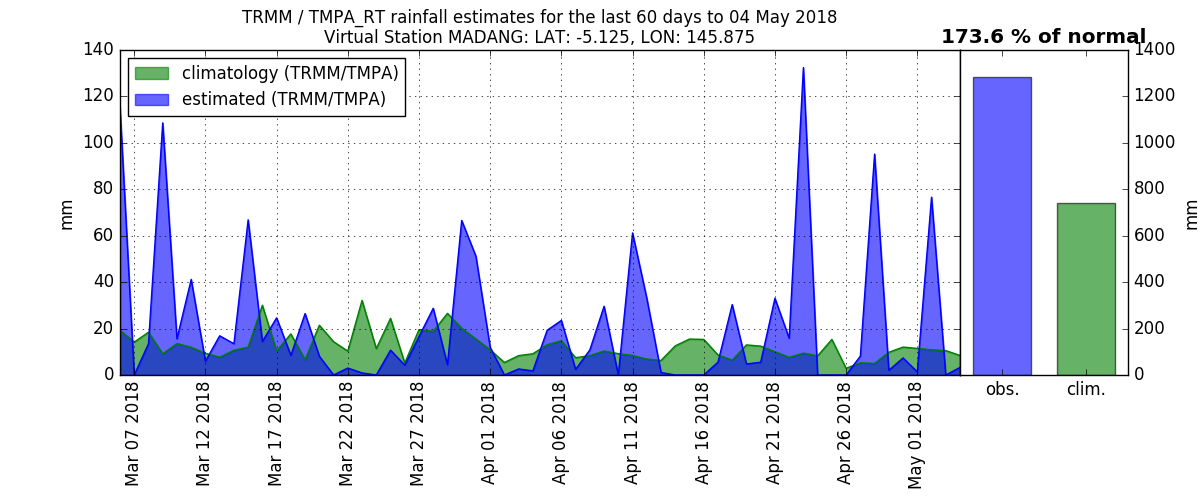 TRMM / TMPA_RT rainfall estimates for the last 60 days to 04 May 2018
Virtual Station MADANG: LAT: -5.125, LON: 145.875
173.6 % of normal
climatology (TRMM/TMPA)
estimated (TRMM/TMPA)
mm
140
120
100
80
60
40
20
0
Mar 07 2018
Mar 12 2018
Mar 17 2018
Mar 22 2018
Mar 27 2018
Apr 01 2018
Apr 06 2018
Apr 11 2018
Apr 16 2018
Apr 21 2018
Apr 26 2018
May 01 2018
obs.
clim.
1400
1200
1000
800
600
400
200
0
mm